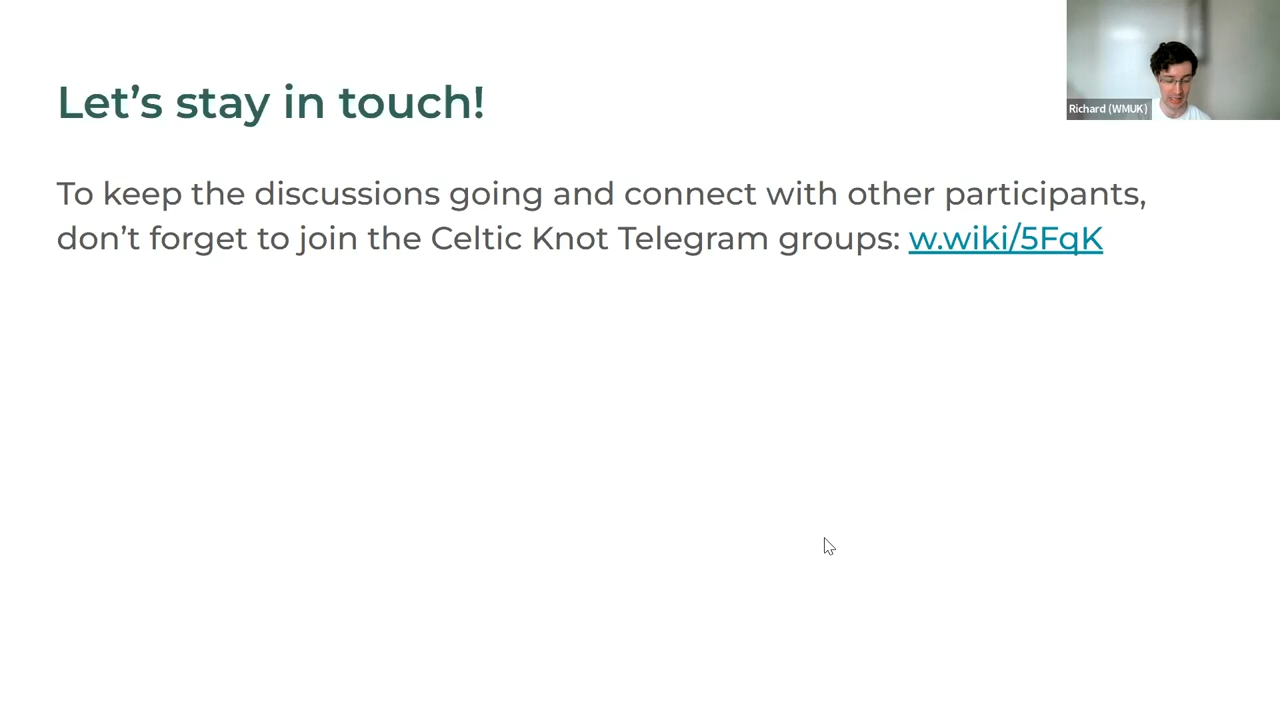 Let’s stay in touch!
Richard (WMUK)
To keep the discussions going and connect with other participants,
don’t forget to join the Celtic Knot Telegram groups: w.wiki/5FqK